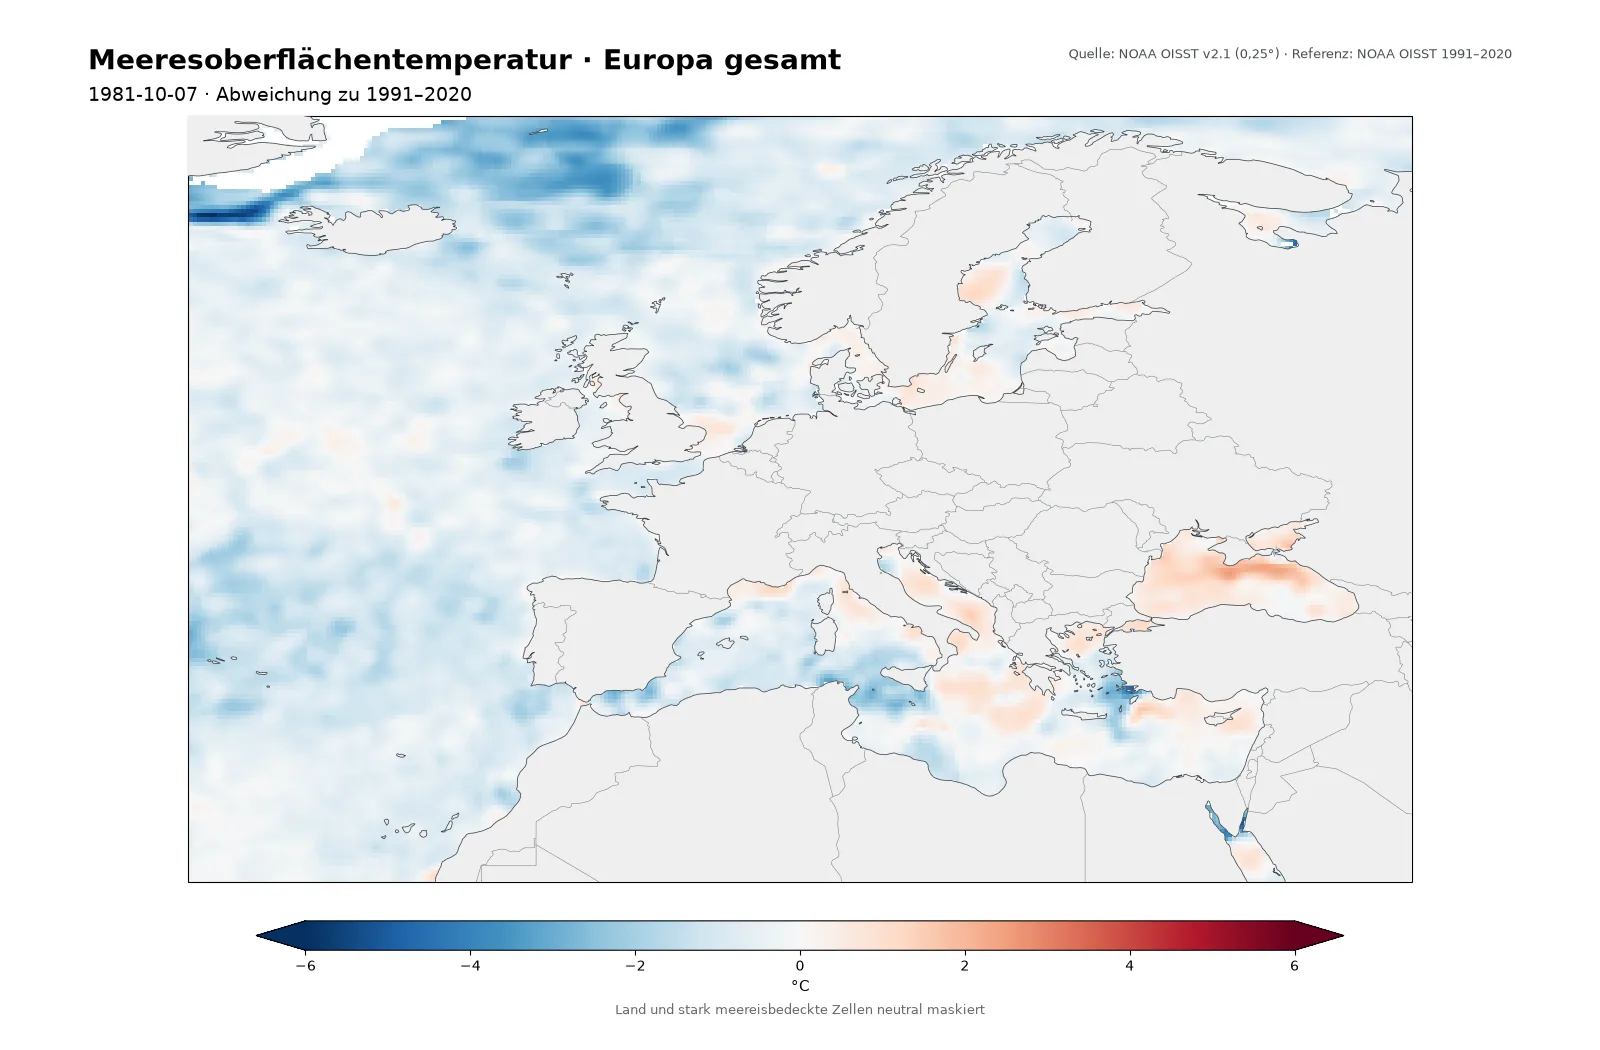 Meeresoberflächentemperatur · Europa gesamt
Quelle: NOAA OISST v2.1 (0,25°) · Referenz: NOAA OISST 1991–2020
1981-10-07 · Abweichung zu 1991–2020
−6 −4 −2 0 2 4 6
°C
Land und stark meereisbedeckte Zellen neutral maskiert